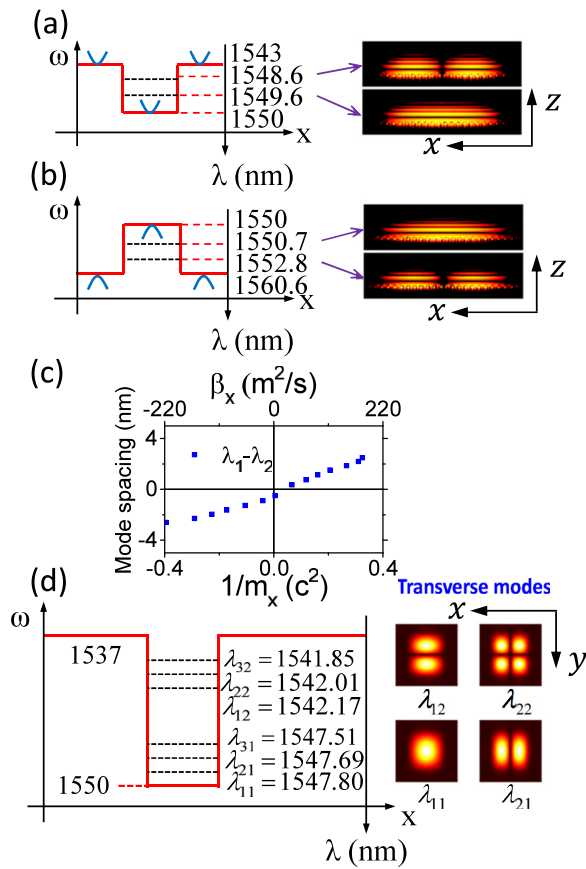 (a)
ω
1543
1548.6
1549.6
1550
x
λ (nm)
z
x
(b)
ω
1550
1550.7
1552.8
1560.6
x
λ (nm)
z
x
(c)
βx (m²/s)
-220 0 220
Mode spacing (nm)
4
0
-4
λ1-λ2
-0.4 0.0 0.4
1/mx (c²)
(d)
ω
1537
λ32 = 1541.85
λ22 = 1542.01
λ12 = 1542.17
λ31 = 1547.51
λ21 = 1547.69
λ11 = 1547.80
1550
x
λ (nm)
Transverse modes
x
y
λ12 λ22
λ11 λ21